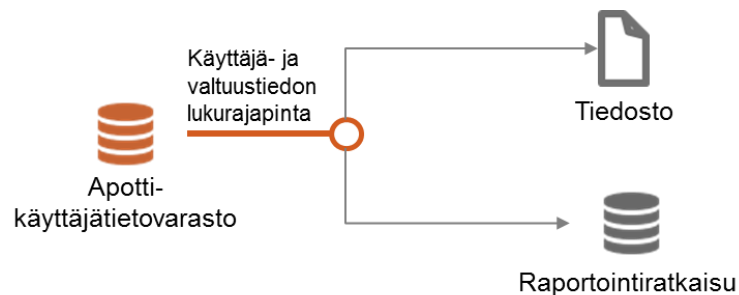 Käyttäjä- ja
valtuustiedon
lukurajapinta
Tiedosto
Apotti-
käyttäjätietovarasto
Raportointiratkaisu